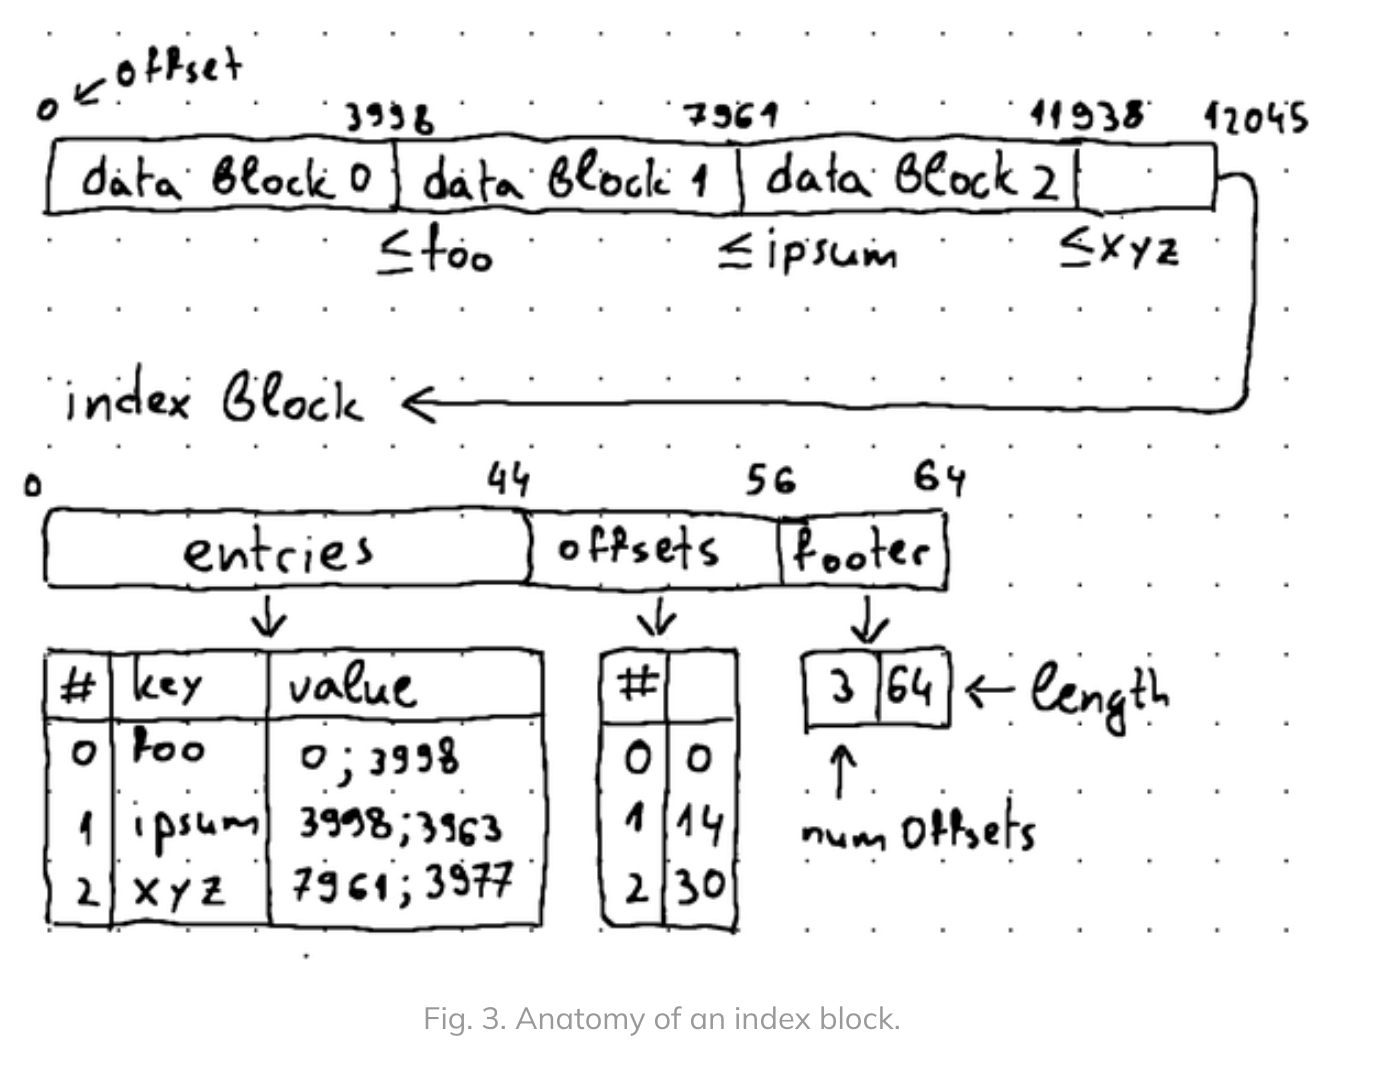 offset
0 3998 7961 11938 12045
data block 0 data block 1 data block 2
≤foo ≤ipsum ≤xyz
index block
0 44 56 64
entries offsets footer
# key value # 3 64 ← length
0 foo 0; 3998 0 0
1 ipsum 3998; 3963 1 14 num offsets
2 xyz 7961; 3977 2 30
Fig. 3. Anatomy of an index block.